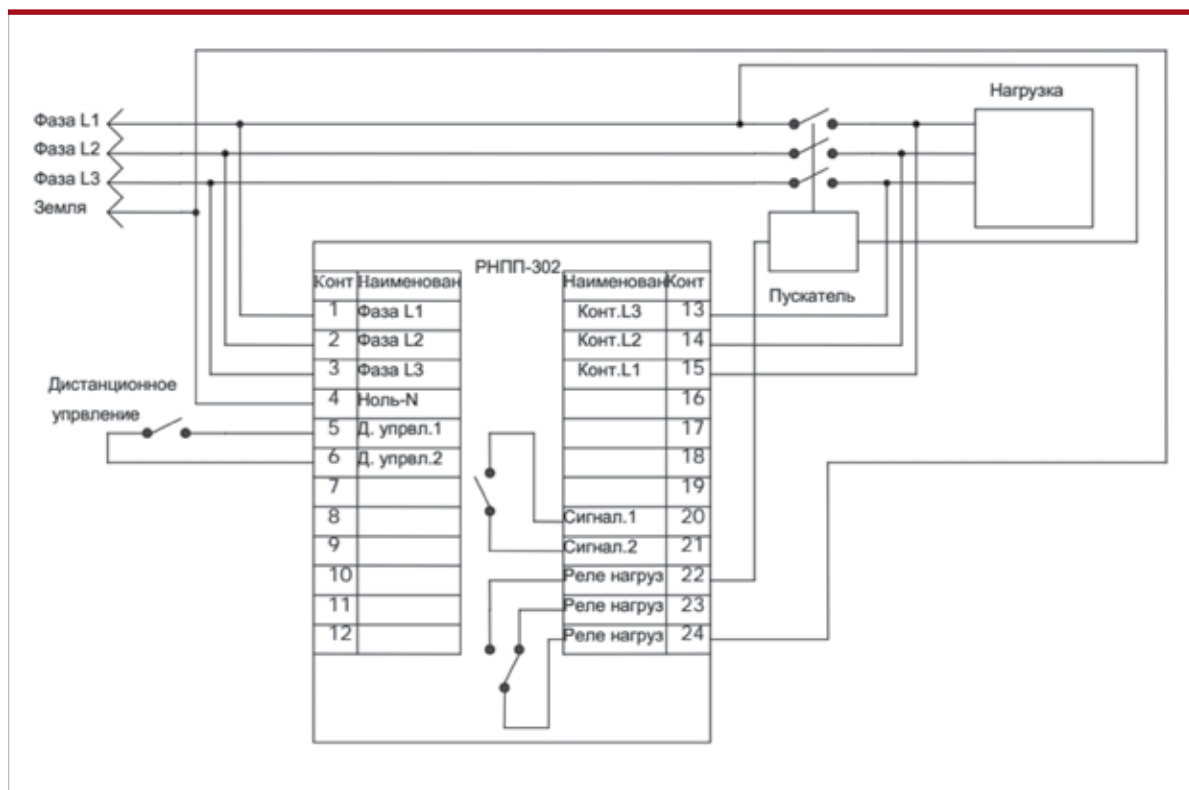 Нагрузка
Фаза L1
Фаза L2
Фаза L3
Земля
РНПП-302
Пускатель
Дистанционное
упрвление
Конт Наименован
1 Фаза L1
2 Фаза L2
3 Фаза L3
4 Ноль-N
5 Д. упрвл.1
6 Д. упрвл.2
7
8
9
10
11
12
Наименован Конт
Конт.L3 13
Конт.L2 14
Конт.L1 15
16
17
18
19
Сигнал.1 20
Сигнал.2 21
Реле нагруз 22
Реле нагруз 23
Реле нагруз 24